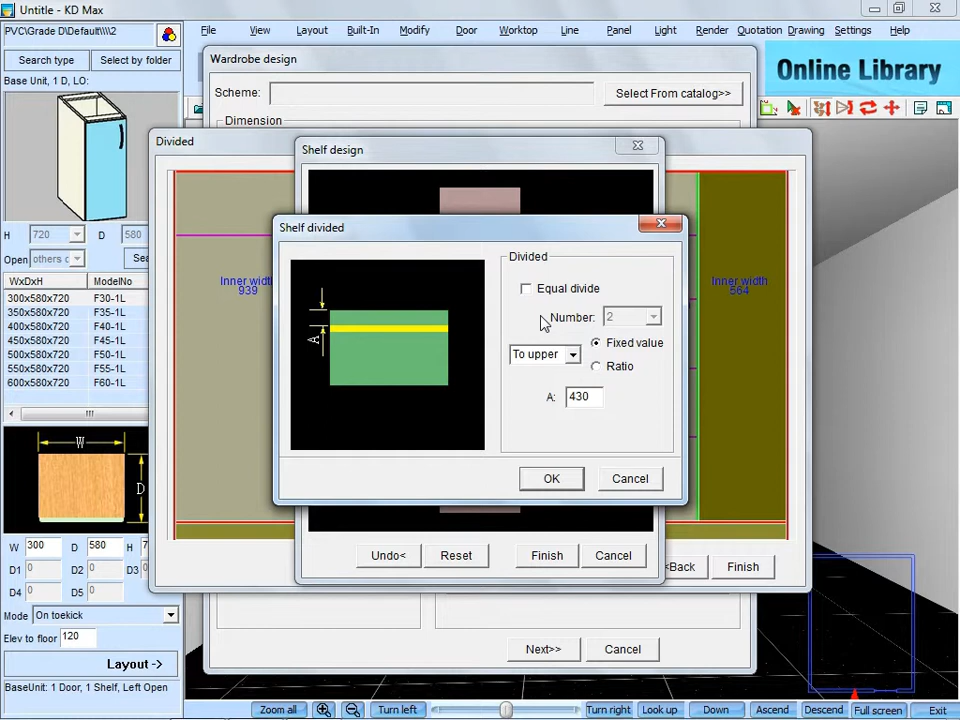 Untitle - KD Max
PVC\Grade D\Default\\\\2
File View Layout Built-In Modify Door Worktop Line Panel Light Render Quotation Drawing Settings Help
Search type
Select by folder
Online Library
Base Unit, 1 D, LO:
Wardrobe design
Scheme:
Select From catalog>>
Dimension
Divided
Shelf design
Shelf divided
H 720 D 580
Open others c
WxDxH ModelNo
300x580x720 F30-1L
350x580x720 F35-1L
400x580x720 F40-1L
450x580x720 F45-1L
500x580x720 F50-1L
550x580x720 F55-1L
600x580x720 F60-1L
Inner width
939
Inner width
564
Divided
Equal divide
Number: 2
To upper
Fixed value
Ratio
A: 430
A
OK
Cancel
W
D
Undo<
Reset
Finish
Cancel
<Back
Finish
W 300 D 580 H
D1 0 D2 0 D3
D4 0 D5 0
Mode On toekick
Elev to floor 120
Layout ->
Next>>
Cancel
BaseUnit: 1 Door, 1 Shelf, Left Open
Zoom all
Turn left
Turn right
Look up
Down
Ascend
Descend
Full screen
Exit